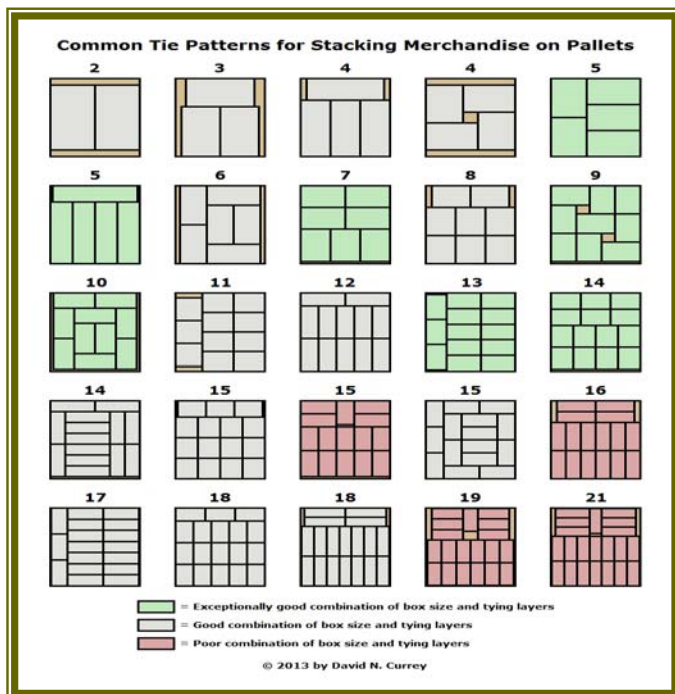 Common Tie Patterns for Stacking Merchandise on Pallets
2 3 4 4 5
5 6 7 8 9
10 11 12 13 14
14 15 15 15 16
17 18 18 19 21
= Exceptionally good combination of box size and tying layers
= Good combination of box size and tying layers
= Poor combination of box size and tying layers
© 2013 by David N. Currey